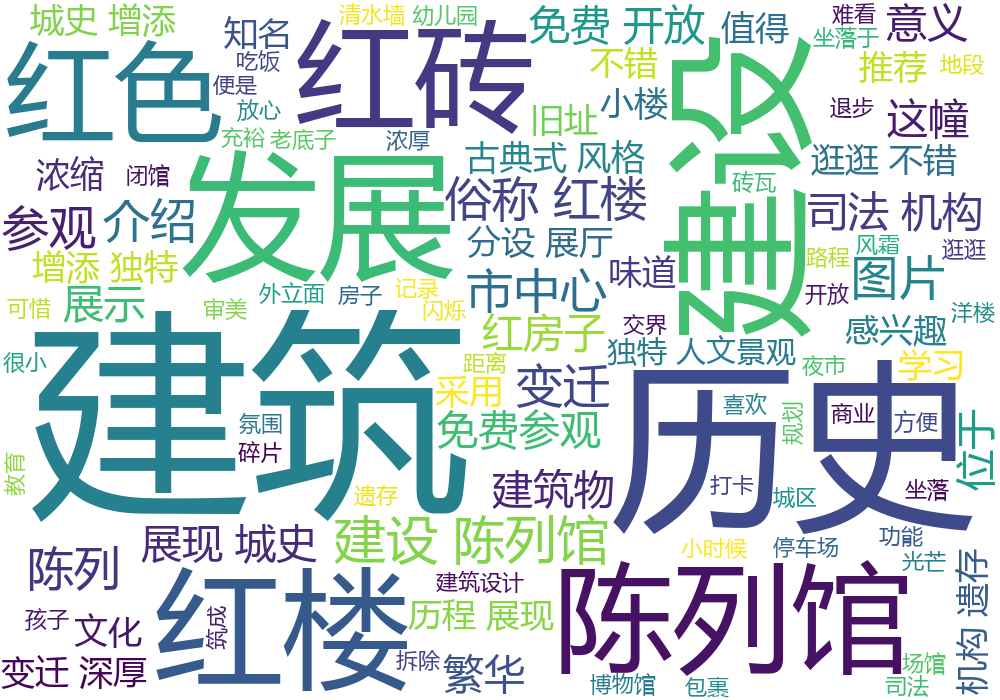 城史 增添
知名
清水墙
幼儿园
免费 开放
值得
难看
意义
红色
吃饭
红砖
不错
坐落于
推荐
地段
便是
放心
旧址
小楼
建设
退步
这幢
充裕
老底子
浓厚
古典式 风格
逛逛 不错
浓缩
闭馆
发展
俗称 红楼
砖瓦
司法 机构
参观
介绍
分设 展厅
味道
路程
风霜
逛逛
增添 独特
外立面
房子
记录
市中心
开放
图片
可惜
展示
审美
闪烁
红房子
交界
感兴趣
洋楼
很小
距离
独特 人文景观
夜市
学习
建筑
采用
变迁
历史
喜欢
规划
商业
方便
位于
氛围
碎片
免费参观
教育
遗存
建筑物
打卡
城区
坐落
展现 城史
建设 陈列馆
小时候
停车场
功能
光芒
陈列
红楼
建筑设计
陈列馆
机构 遗存
孩子
文化
筑成
历程 展现
变迁 深厚
拆除
繁华
博物馆
包裹
场馆
司法